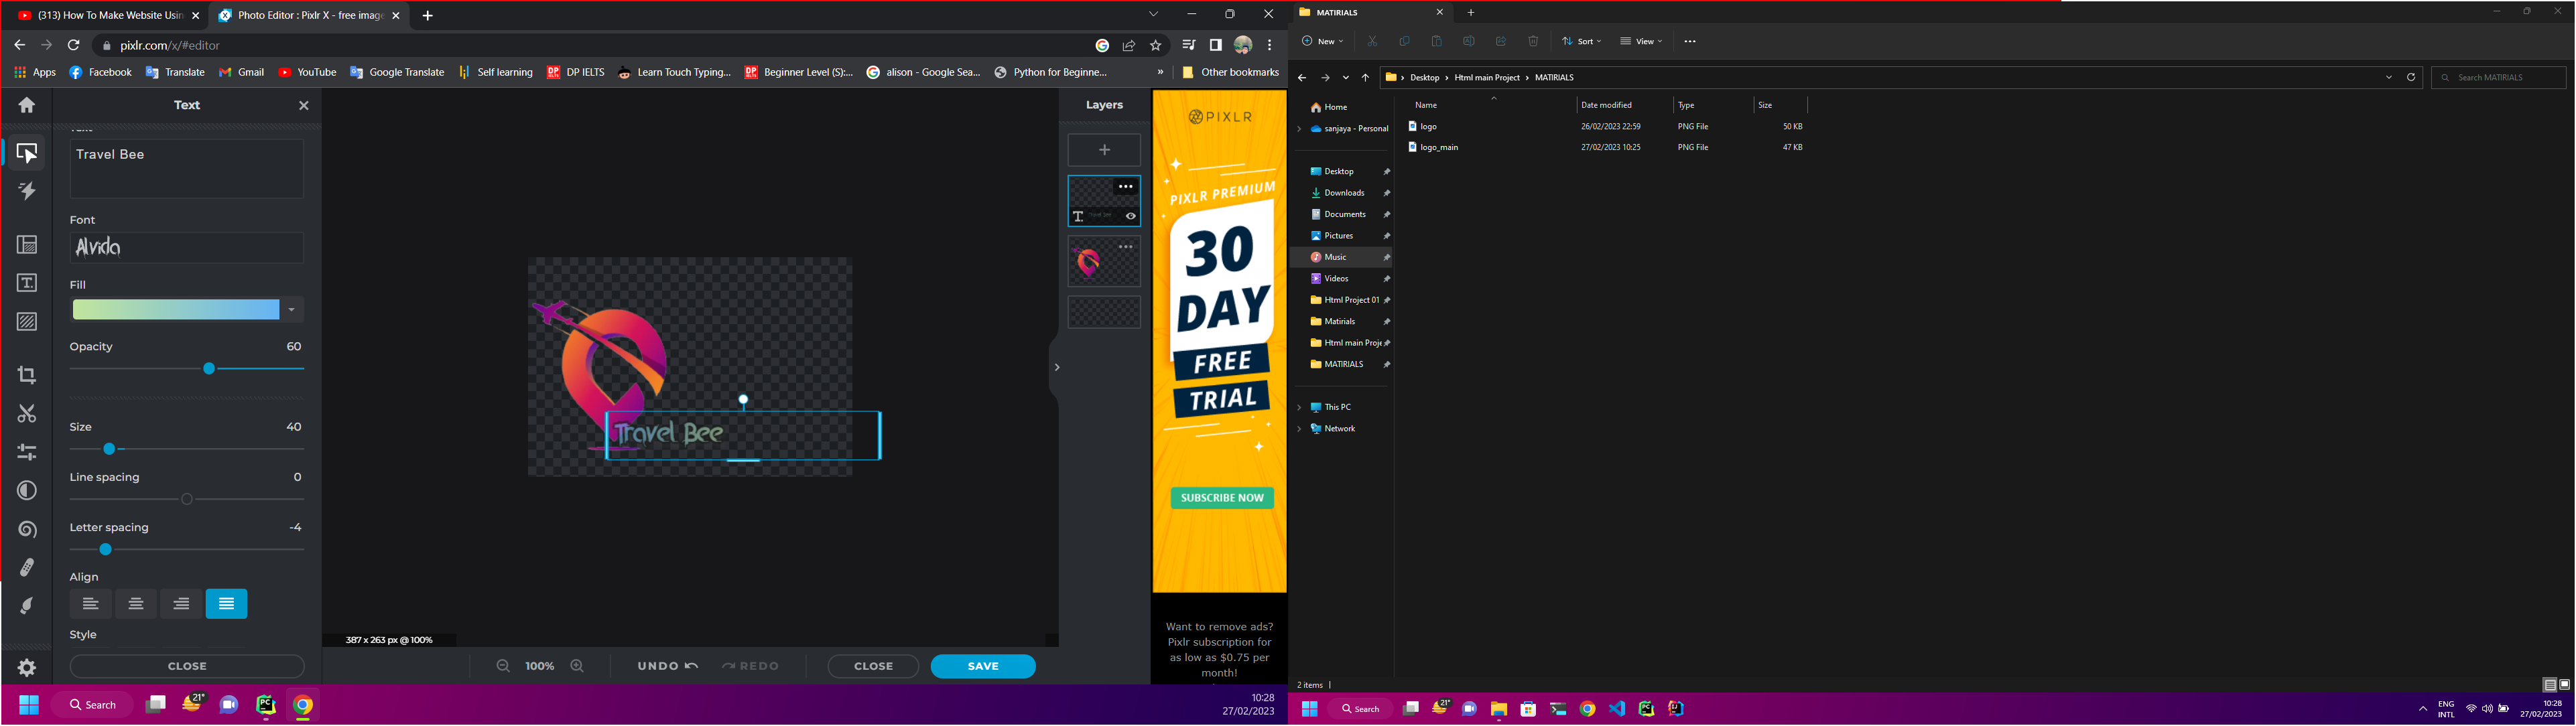 (313) How To Make Website Usin
Photo Editor : Pixlr X - free image
pixlr.com/x/#editor
Apps
Facebook
Translate
Gmail
YouTube
Google Translate
Self learning
DP IELTS
Learn Touch Typing...
Beginner Level (S):...
alison - Google Sea...
Python for Beginne...
»
Other bookmarks
Text
Text
Travel Bee
Font
Alvida
Fill
Opacity
60
Size
40
Line spacing
0
Letter spacing
-4
Align
Style
CLOSE
Travel Bee
387 x 263 px @ 100%
100%
UNDO
REDO
CLOSE
SAVE
Layers
PIXLR
PIXLR PREMIUM
30
DAY
FREE
TRIAL
SUBSCRIBE NOW
Want to remove ads?
Pixlr subscription for
as low as $0.75 per
month!
Search
21°
10:28
27/02/2023
MATIRIALS
New
Sort
View
Desktop
Html main Project
MATIRIALS
Search MATIRIALS
Home
sanjaya - Personal
Desktop
Downloads
Documents
Pictures
Music
Videos
Html Project 01
Matirials
Html main Proje
MATIRIALS
This PC
Network
Name
Date modified
Type
Size
logo
26/02/2023 22:59
PNG File
50 KB
logo_main
27/02/2023 10:25
PNG File
47 KB
2 items
Search
21°
ENG
INTL
10:28
27/02/2023